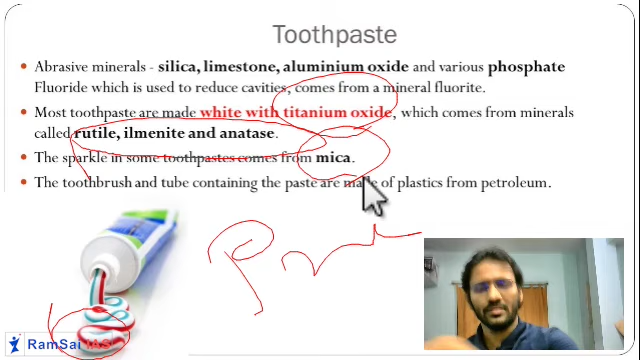 Toothpaste
• Abrasive minerals - silica, limestone, aluminium oxide and various phosphate
Fluoride which is used to reduce cavities, comes from a mineral fluorite.
• Most toothpaste are made white with titanium oxide, which comes from minerals
called rutile, ilmenite and anatase.
• The sparkle in some toothpastes comes from mica.
• The toothbrush and tube containing the paste are made of plastics from petroleum.
RamSai IAS